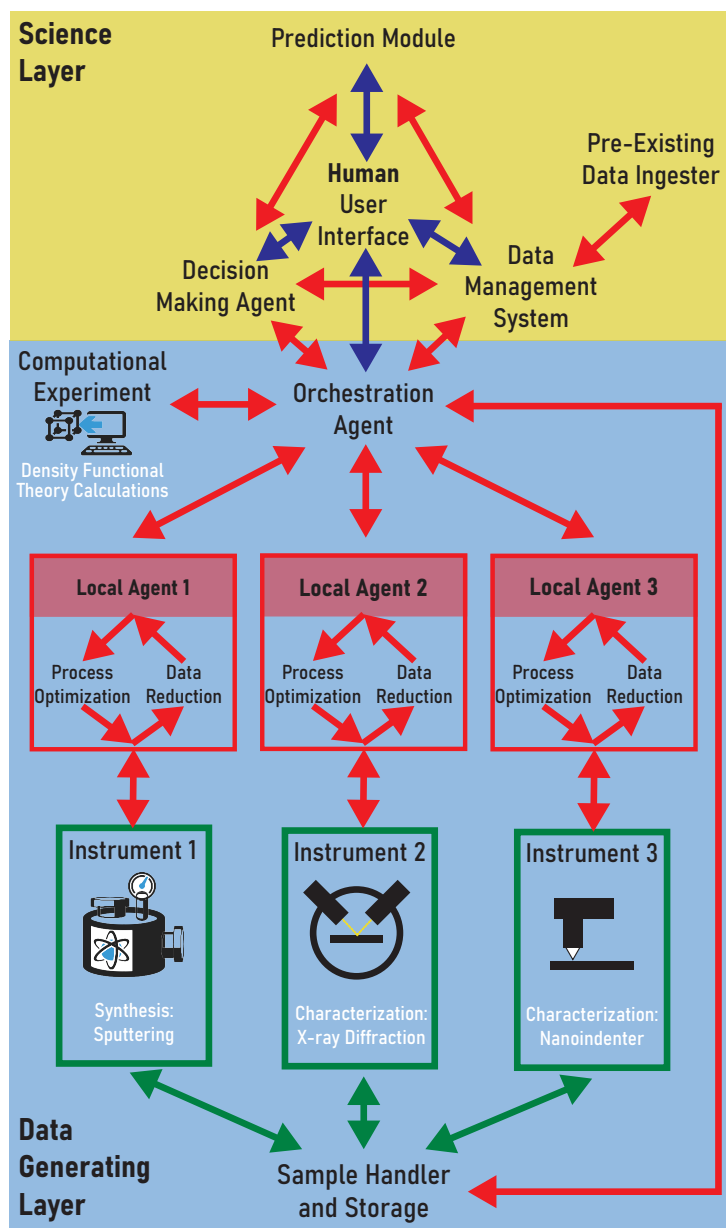 Science
Layer
Prediction Module
Human
User
Interface
Pre-Existing
Data Ingester
Decision
Making Agent
Data
Management
System
Computational
Experiment
Density Functional
Theory Calculations
Orchestration
Agent
Local Agent 1
Process
Optimization
Data
Reduction
Local Agent 2
Process
Optimization
Data
Reduction
Local Agent 3
Process
Optimization
Data
Reduction
Instrument 1
Synthesis:
Sputtering
Instrument 2
Characterization:
X-ray Diffraction
Instrument 3
Characterization:
Nanoindenter
Data
Generating
Layer
Sample Handler
and Storage